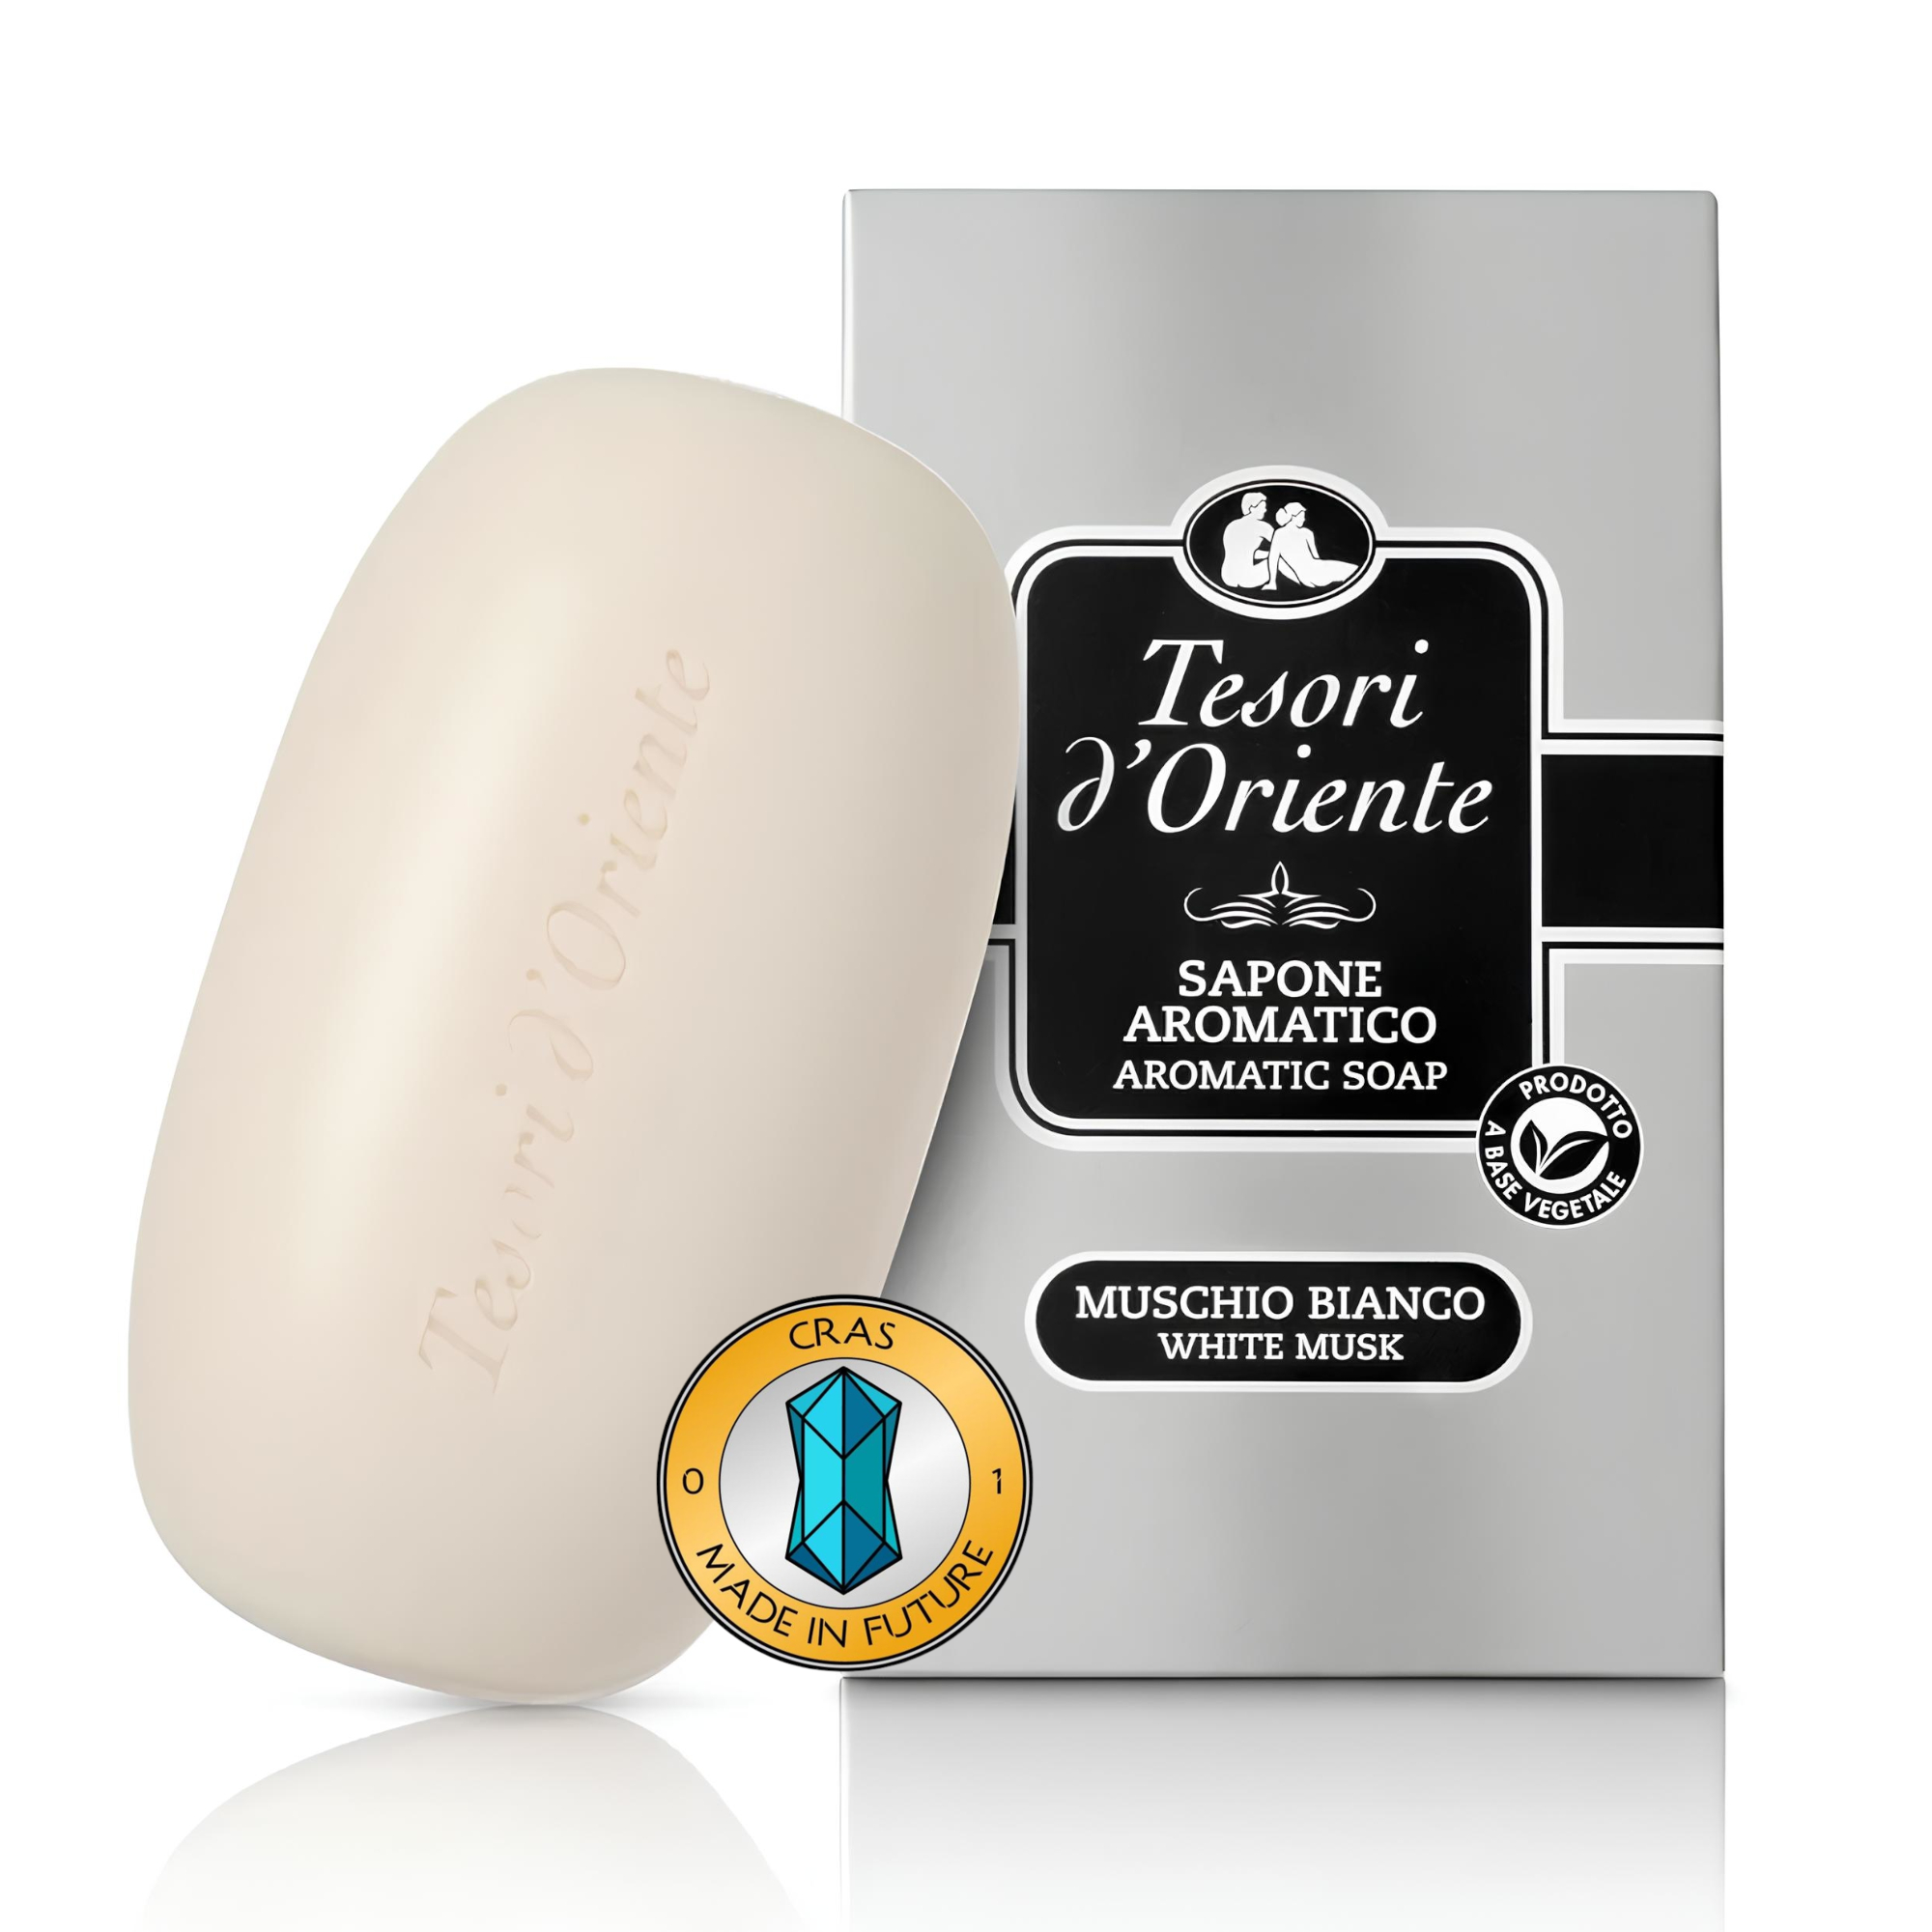 Tesori d'Oriente
Tesori
d'Oriente
SAPONE
AROMATICO
AROMATIC SOAP
PRODOTTO
A BASE VEGETALE
MUSCHIO BIANCO
WHITE MUSK
CRAS
0 1
MADE IN FUTURE